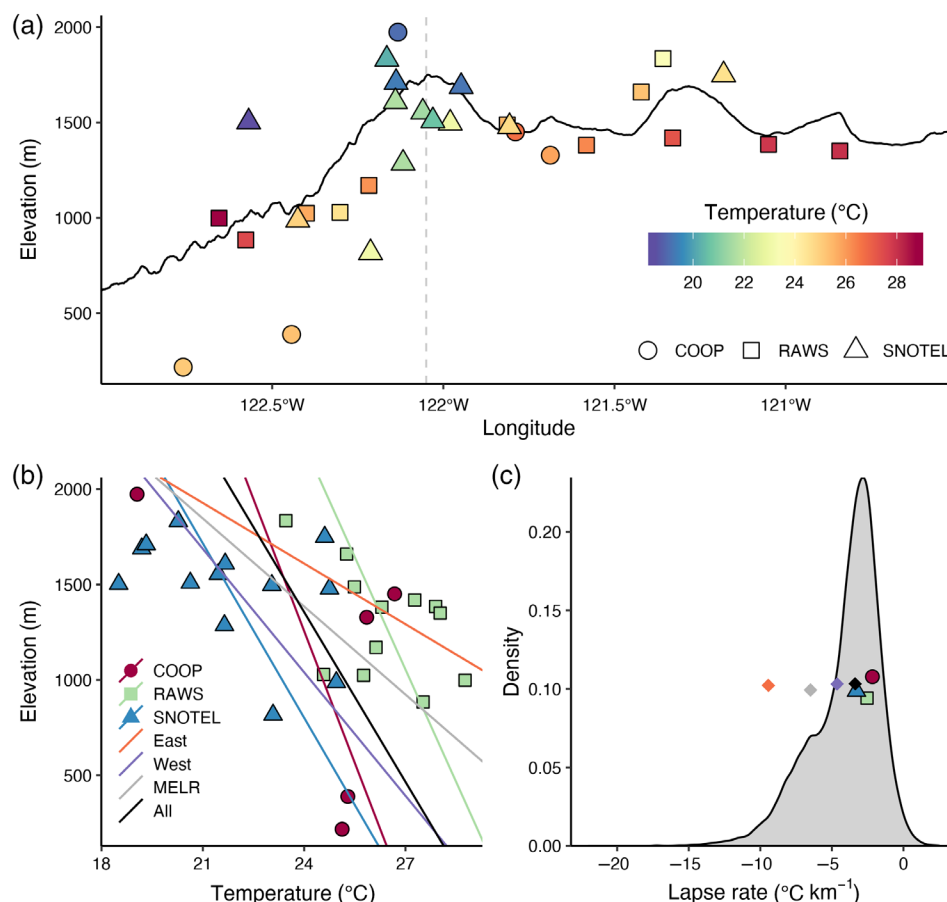 (a)
2000
1500
1000
500
Elevation (m)
Temperature (°C)
20 22 24 26 28
COOP RAWS SNOTEL
122.5°W 122°W 121.5°W 121°W
Longitude
(b)
2000
1500
1000
500
Elevation (m)
COOP
RAWS
SNOTEL
East
West
MELR
All
18 21 24 27
Temperature (°C)
(c)
0.20
0.15
0.10
0.05
0.00
Density
−20 −15 −10 −5 0
Lapse rate (°C km⁻¹)